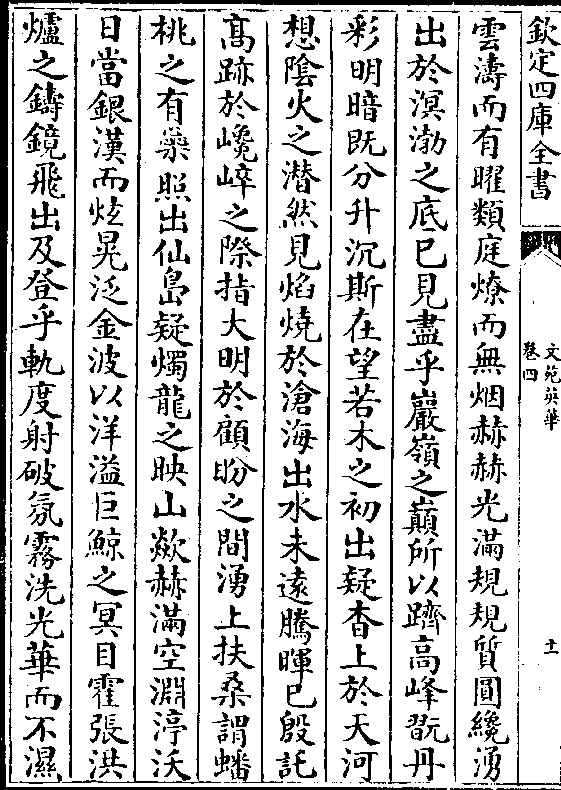 欽定四庫全書
文苑英華
卷四
十一
雲濤而有曜類庭燎而無烟赫赫光滿規規質圓纔湧
出於溟渤之底已見盡乎巖嶺之巔所以躋高峰翫丹
彩明暗既分升沉斯在望若木之初出疑杳上於天河
想陰火之潛然見焰燒於滄海出水未遠騰暉已殷託
髙跡於巉崪之際指大明於顧盼之間湧上扶桑謂蟠
桃之有蘂照出仙島疑燭龍之映山歘赫滿空淵渟沃
日當銀漢而炫晃泛金波以洋溢巨鯨之冥目霍張洪
爐之鑄鏡飛出及登乎軌度射破氛霧洗光華而不濕